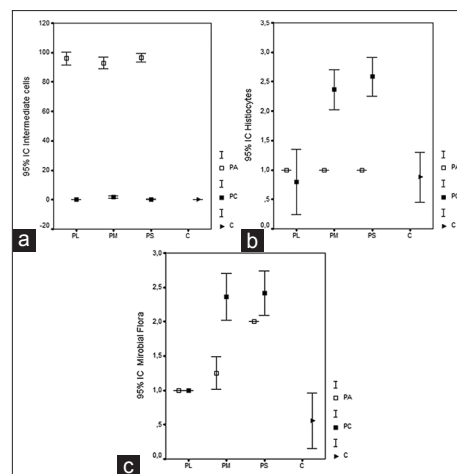 120
100
80
60
40
20
0
-20
95% IC Intermediate cells
PL PM PS C
PA
PC
C
a
3,5
3,0
2,5
2,0
1,5
1,0
,5
0,0
95% IC Histiocytes
PL PM PS C
PA
PC
C
b
3,0
2,5
2,0
1,5
1,0
,5
0,0
95% IC Mirobial Flora
PL PM PS C
PA
PC
C
c